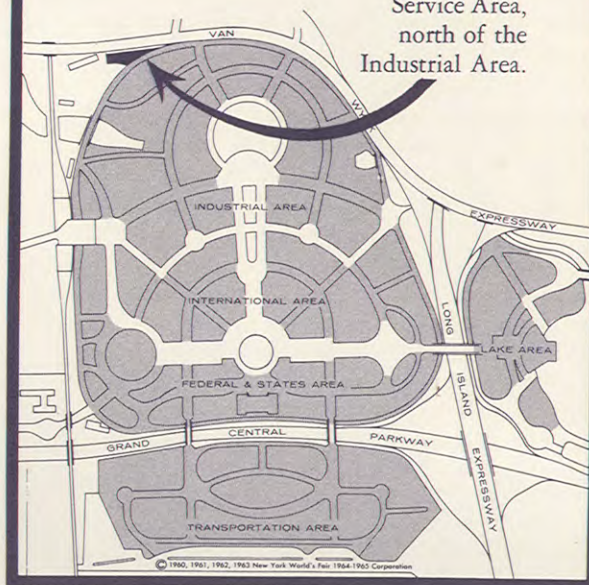 Service Area,
north of the
Industrial Area.
VAN
WYCK
EXPRESSWAY
INDUSTRIAL AREA
INTERNATIONAL AREA
LONG
ISLAND
EXPRESSWAY
LAKE AREA
FEDERAL & STATES AREA
GRAND
CENTRAL
PARKWAY
TRANSPORTATION AREA
© 1960, 1961, 1962, 1963 New York World's Fair 1964-1965 Corporation